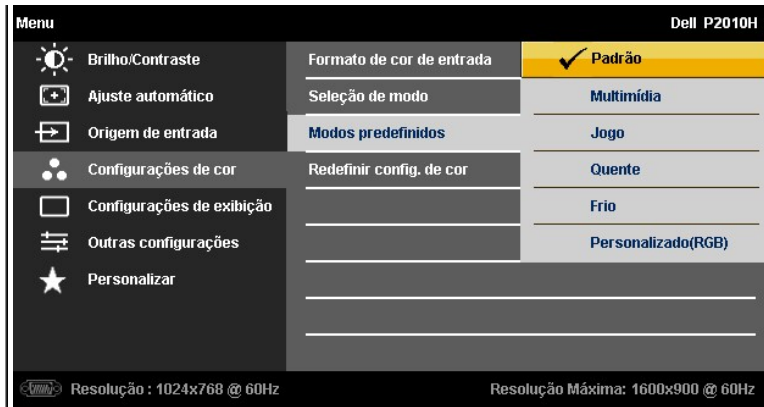 Menu
Dell P2010H
Brilho/Contraste
Ajuste automático
Origem de entrada
Configurações de cor
Configurações de exibição
Outras configurações
Personalizar
Formato de cor de entrada
Seleção de modo
Modos predefinidos
Redefinir config. de cor
Padrão
Multimídia
Jogo
Quente
Frio
Personalizado(RGB)
Resolução : 1024x768 @ 60Hz
Resolução Máxima: 1600x900 @ 60Hz